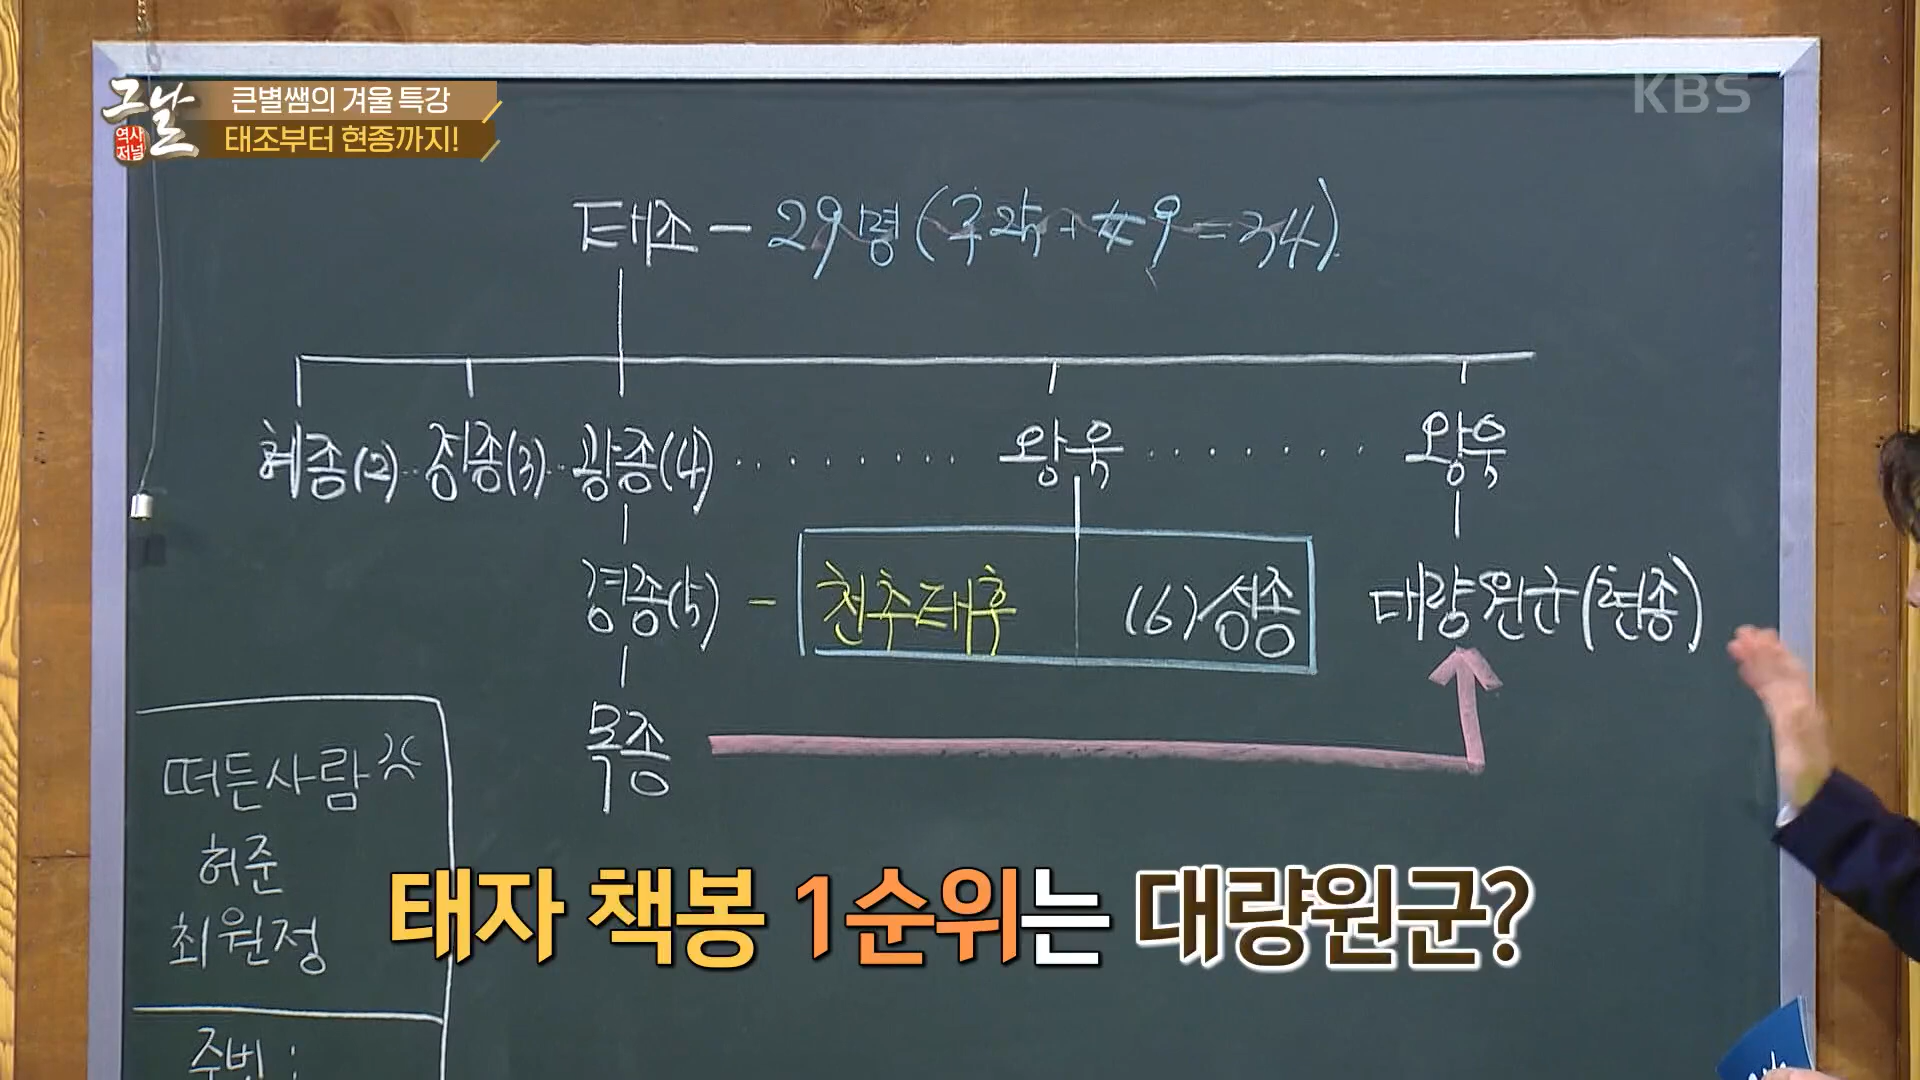 그날
역사
저널
큰별쌤의 겨울 특강
태조부터 현종까지!
KBS
태조 - 29명 (구 25 + 女 9 = 34)
혜종(2) 정종(3) 광종(4) 왕욱 왕욱
경종(5) - 천추태후 (6)성종 대량원군(현종)
목종
떠든사람
허준
최원정
주번 :
태자 책봉 1순위는 대량원군?